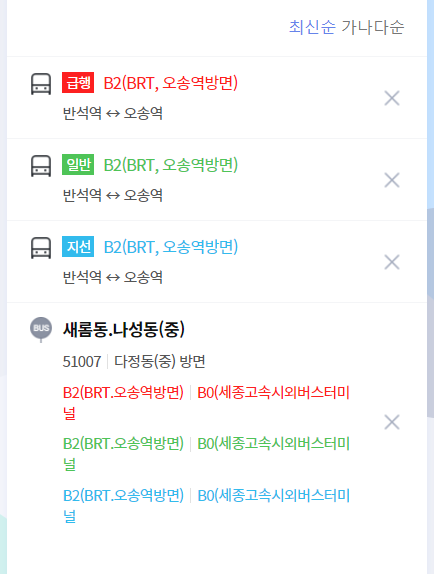 최신순 가나다순
급행 B2(BRT, 오송역방면)
반석역 ↔ 오송역
일반 B2(BRT, 오송역방면)
반석역 ↔ 오송역
지선 B2(BRT, 오송역방면)
반석역 ↔ 오송역
BUS 새롬동.나성동(중)
51007 | 다정동(중) 방면
B2(BRT.오송역방면) | B0(세종고속시외버스터미
널
B2(BRT.오송역방면) | B0(세종고속시외버스터미
널
B2(BRT.오송역방면) | B0(세종고속시외버스터미
널